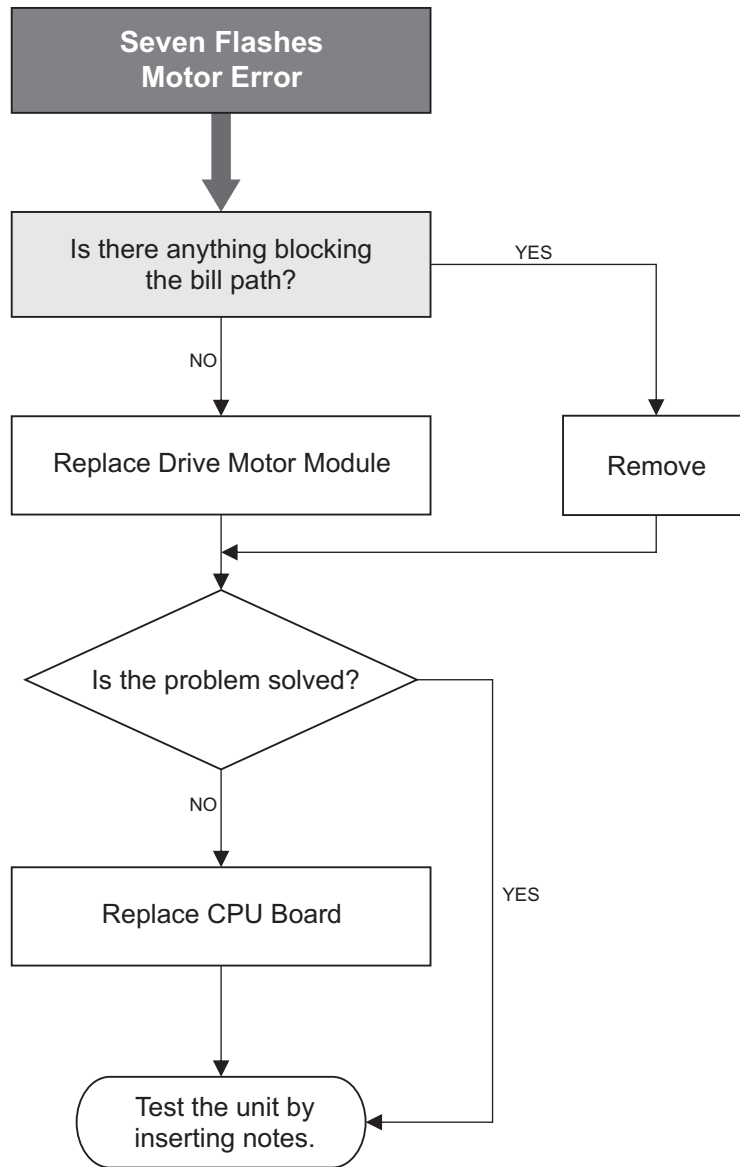 Seven Flashes
Motor Error
Is there anything blocking
the bill path?
YES
NO
Replace Drive Motor Module
Remove
Is the problem solved?
NO
Replace CPU Board
YES
Test the unit by
inserting notes.